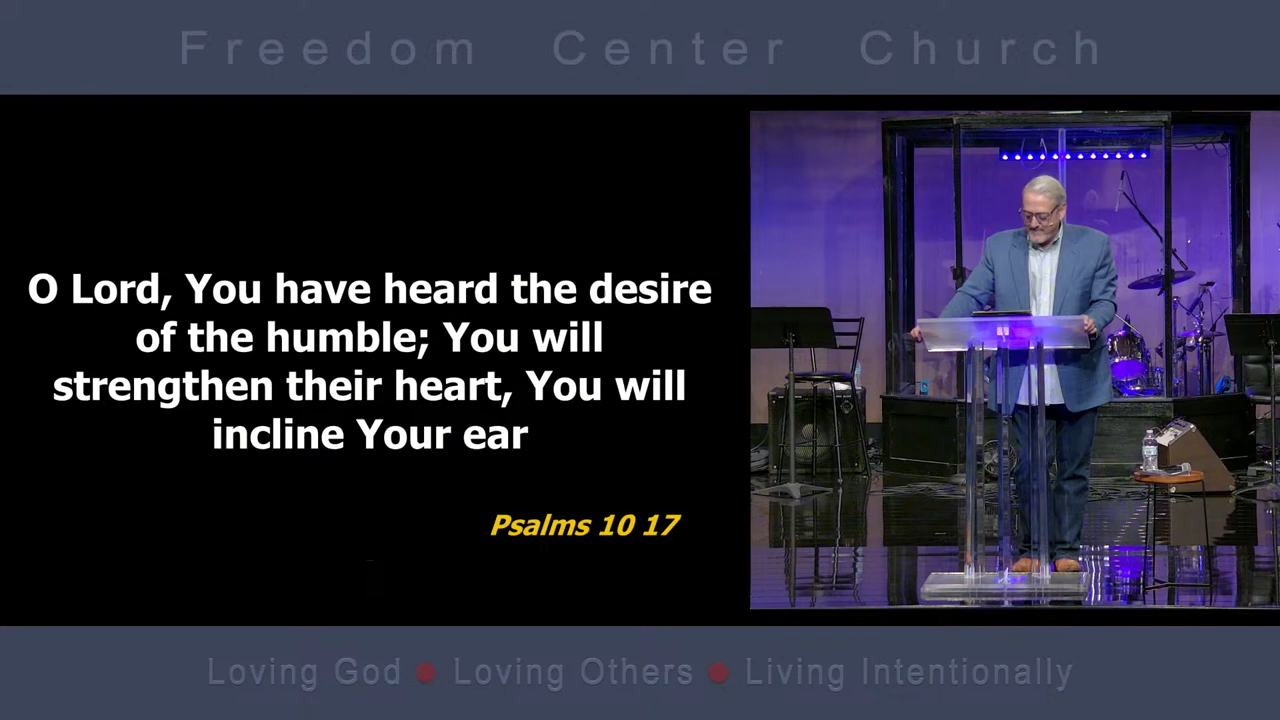 Freedom Center Church
O Lord, You have heard the desire
of the humble; You will
strengthen their heart, You will
incline Your ear
Psalms 10 17
Loving God ● Loving Others ● Living Intentionally